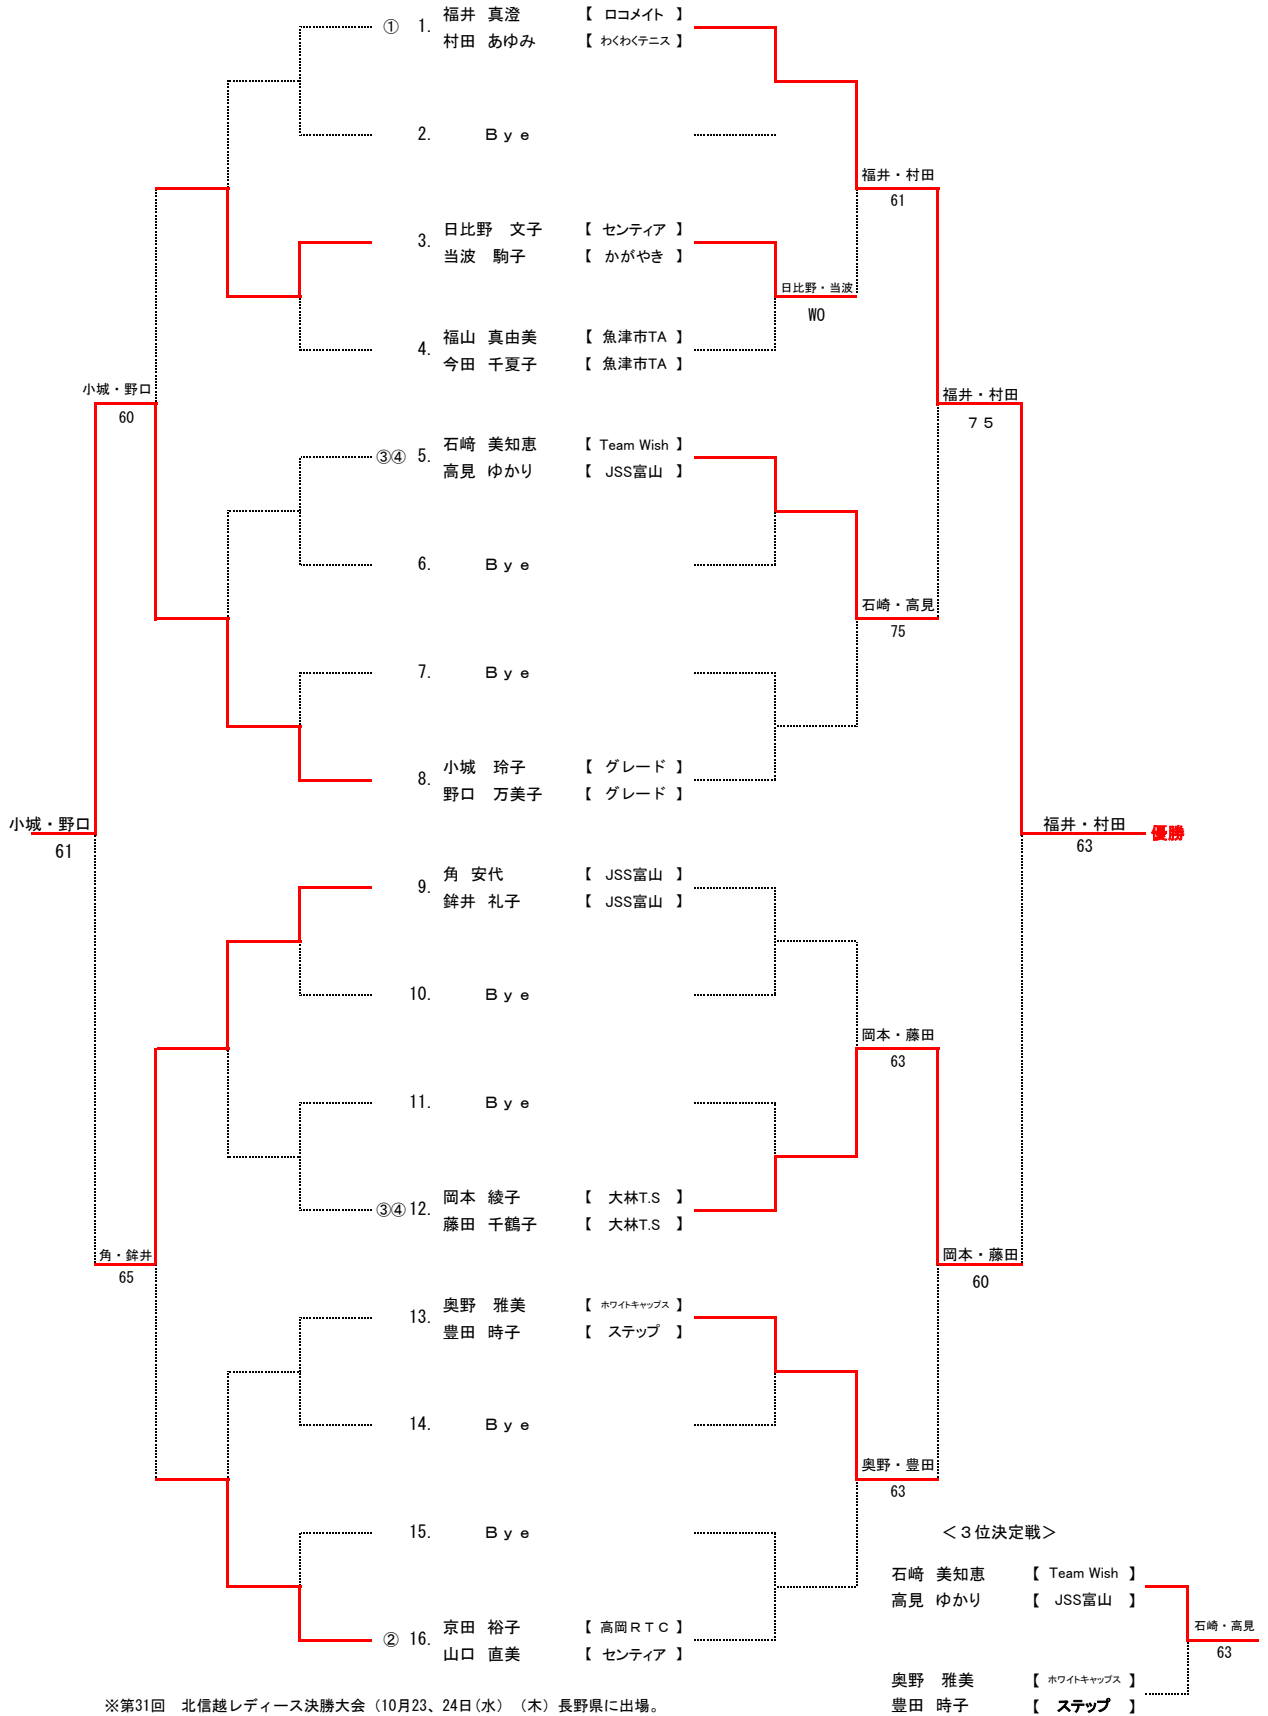 ① 1. 福井 真澄 【 ロコメイト 】
村田 あゆみ 【 わくわくテニス 】
2. Ｂｙｅ
福井・村田
61
3. 日比野 文子 【 センティア 】
当波 駒子 【 かがやき 】
日比野・当波
WO
4. 福山 真由美 【 魚津市TA 】
今田 千夏子 【 魚津市TA 】
小城・野口
60
福井・村田
７５
③④ 5. 石﨑 美知恵 【 Team Wish 】
高見 ゆかり 【 JSS富山 】
6. Ｂｙｅ
石崎・高見
75
7. Ｂｙｅ
8. 小城 玲子 【 グレード 】
野口 万美子 【 グレード 】
小城・野口
61
福井・村田
63
優勝
9. 角 安代 【 JSS富山 】
鉾井 礼子 【 JSS富山 】
10. Ｂｙｅ
岡本・藤田
63
11. Ｂｙｅ
③④ 12. 岡本 綾子 【 大林T.S 】
藤田 千鶴子 【 大林T.S 】
角・鉾井
65
岡本・藤田
60
13. 奥野 雅美 【 ホワイトキャップス 】
豊田 時子 【 ステップ 】
14. Ｂｙｅ
奥野・豊田
63
15. Ｂｙｅ
② 16. 京田 裕子 【 高岡ＲＴＣ 】
山口 直美 【 センティア 】
＜３位決定戦＞
石﨑 美知恵 【 Team Wish 】
高見 ゆかり 【 JSS富山 】
石崎・高見
63
奥野 雅美 【 ホワイトキャップス 】
豊田 時子 【 ステップ 】
※第31回 北信越レディース決勝大会（10月23、24日（水）（木）長野県に出場。